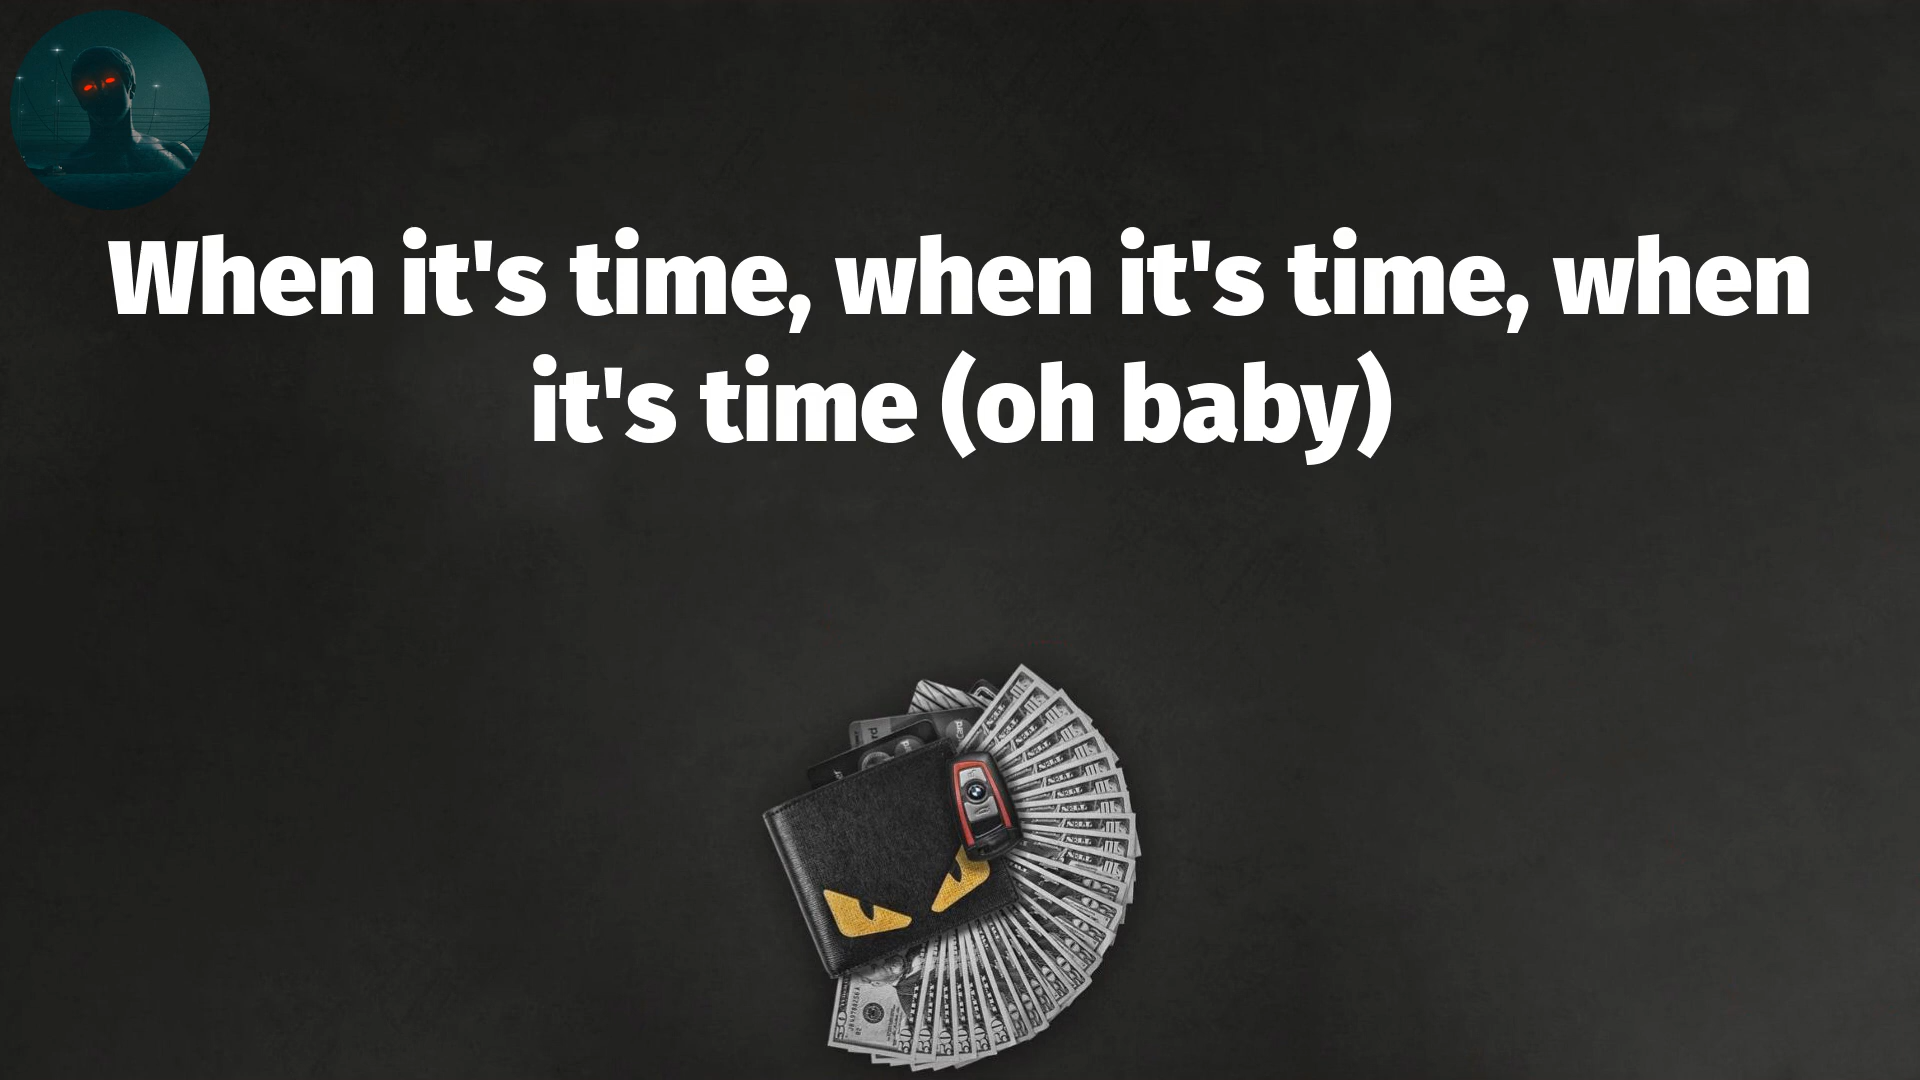 When it's time, when it's time, when
it's time (oh baby)